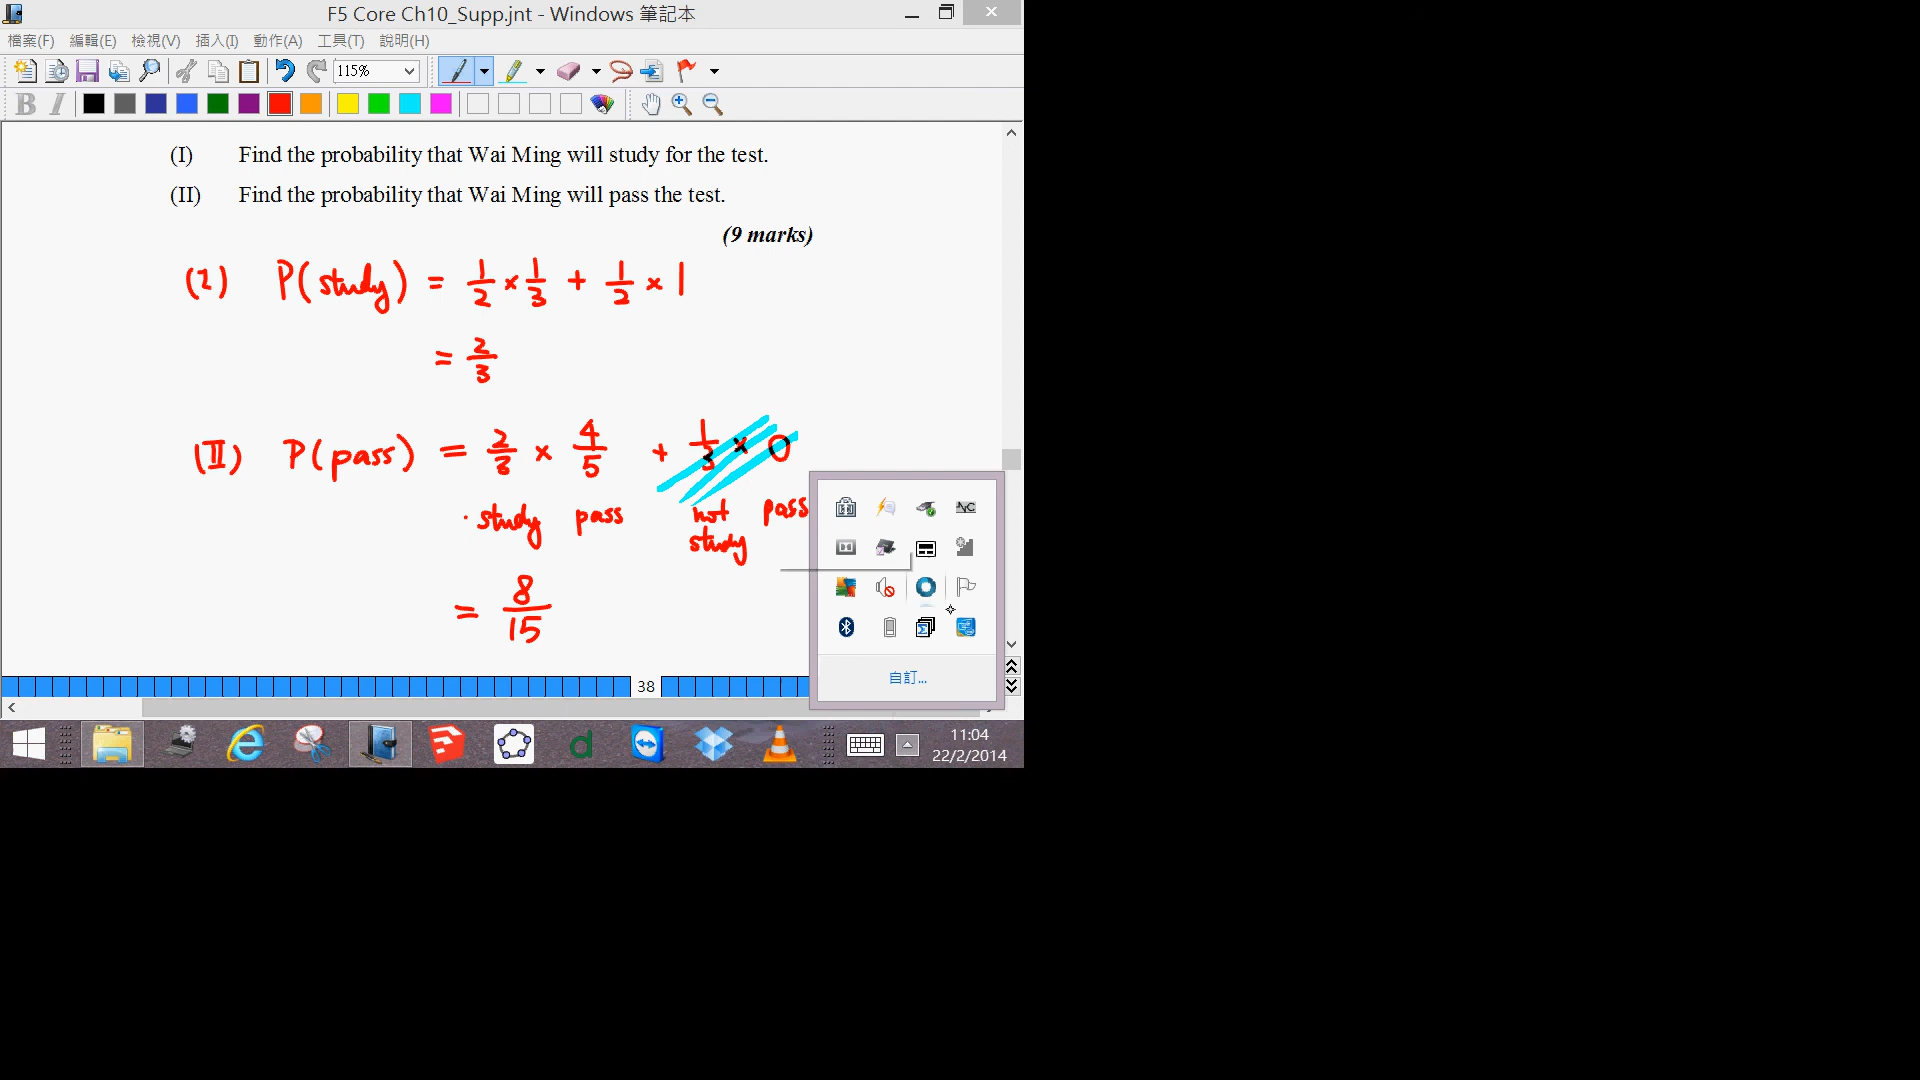 F5 Core Ch10_Supp.jnt - Windows 筆記本
檔案(F) 編輯(E) 檢視(V) 插入(I) 動作(A) 工具(T) 說明(H)
115%
B I
(I) Find the probability that Wai Ming will study for the test.
(II) Find the probability that Wai Ming will pass the test.
(9 marks)
(I) P(study) = 1/2 × 1/3 + 1/2 × 1
= 2/3
(II) P(pass) = 2/3 × 4/5 + 1/3 × 0
study pass not study pass
= 8/15
38
自訂...
11:04
22/2/2014